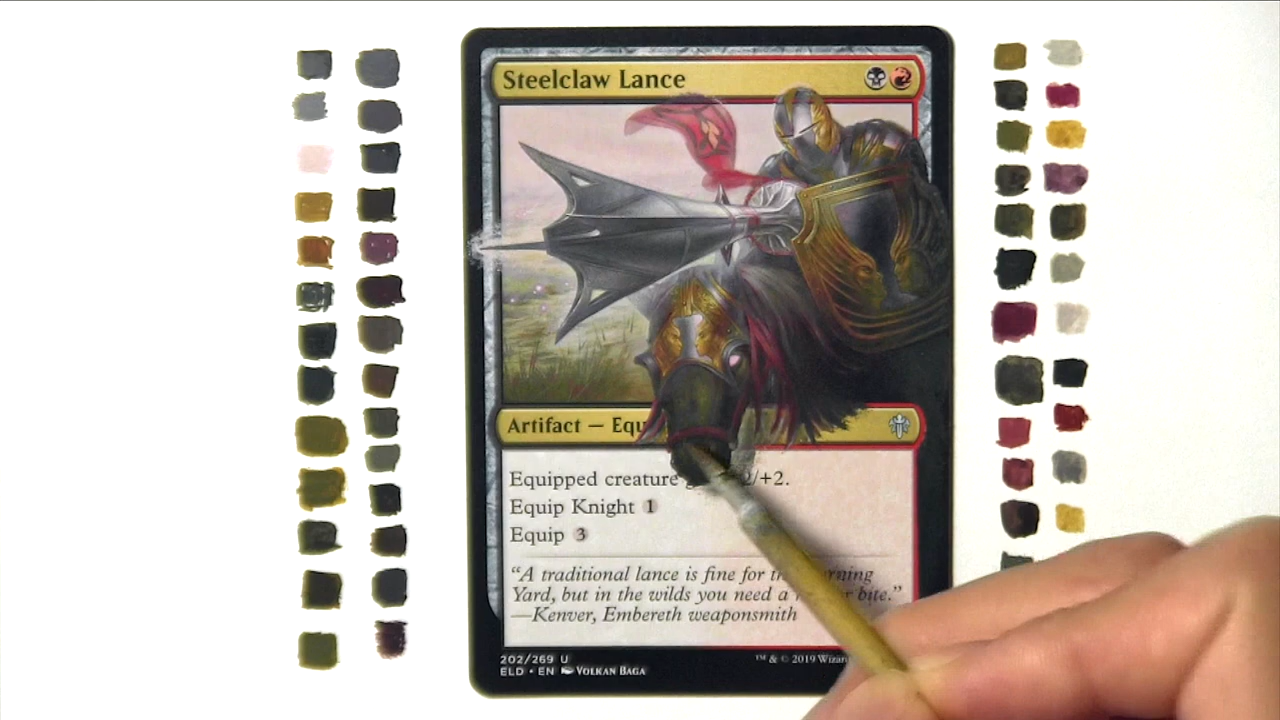 Steelclaw Lance
Artifact — Equ
Equipped creature 2/+2.
Equip Knight 1
Equip 3
“A traditional lance is fine for
Yard, but in the wilds you need a bite.”
—Kenver, Embereth weaponsmith
202/269 U
ELD • EN Volkan Baga
™ & © 2019 Wizar